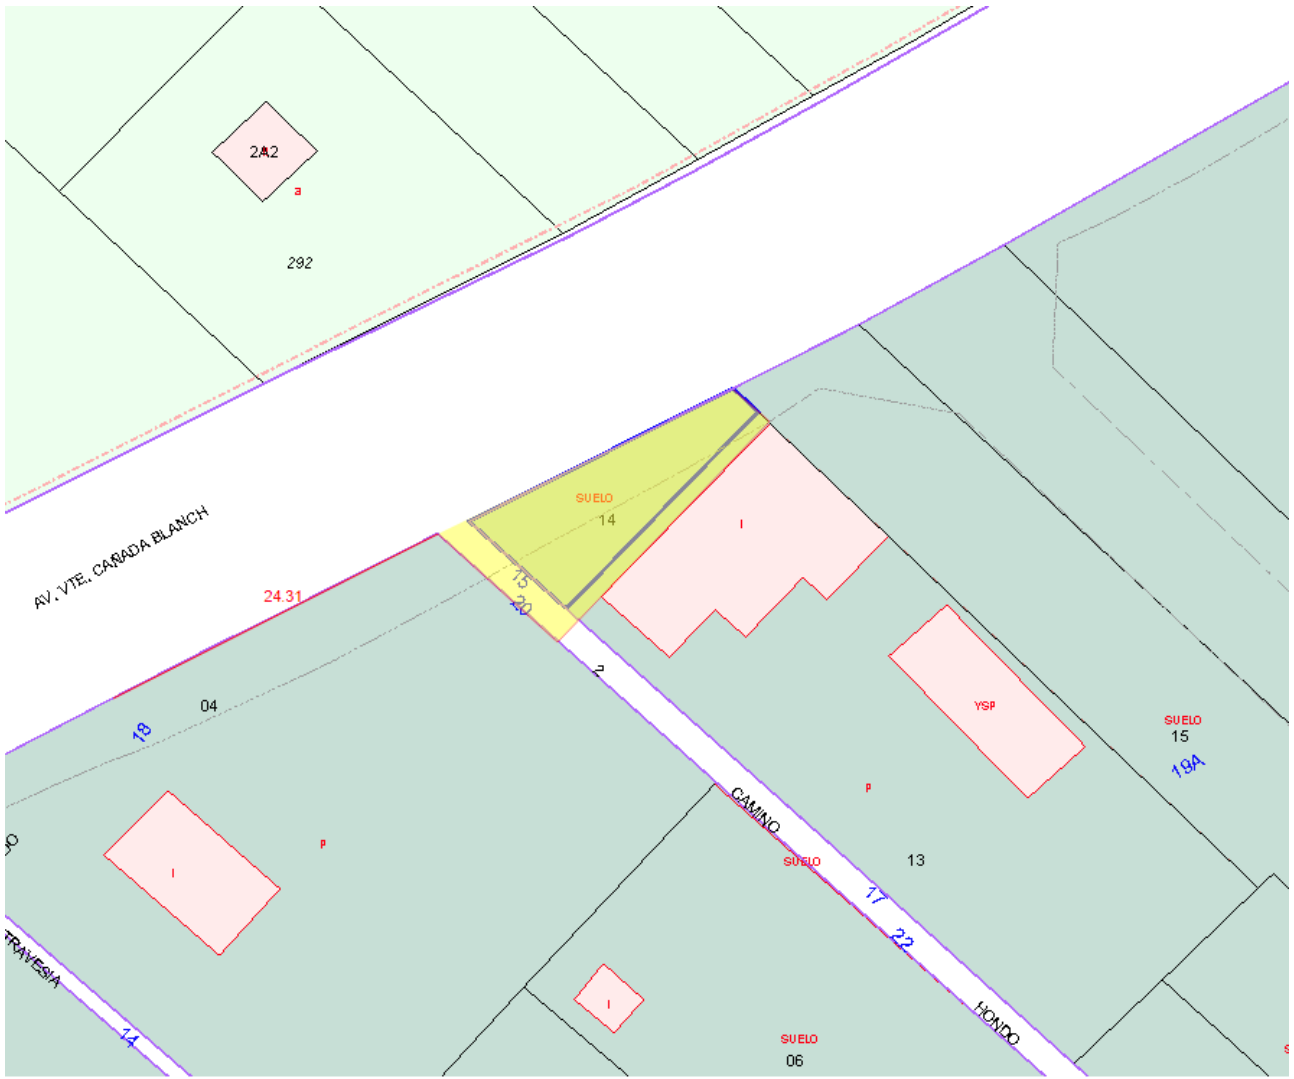 2A2
a
292
AV, VTE, CAÑADA BLANCH
SUELO
14
I
15
20
24.31
2
04
18
YSP
SUELO
15
19A
CAMINO
P
P
SUELO
13
I
17
22
TRAVESIA
I
HONDO
14
SUELO
06